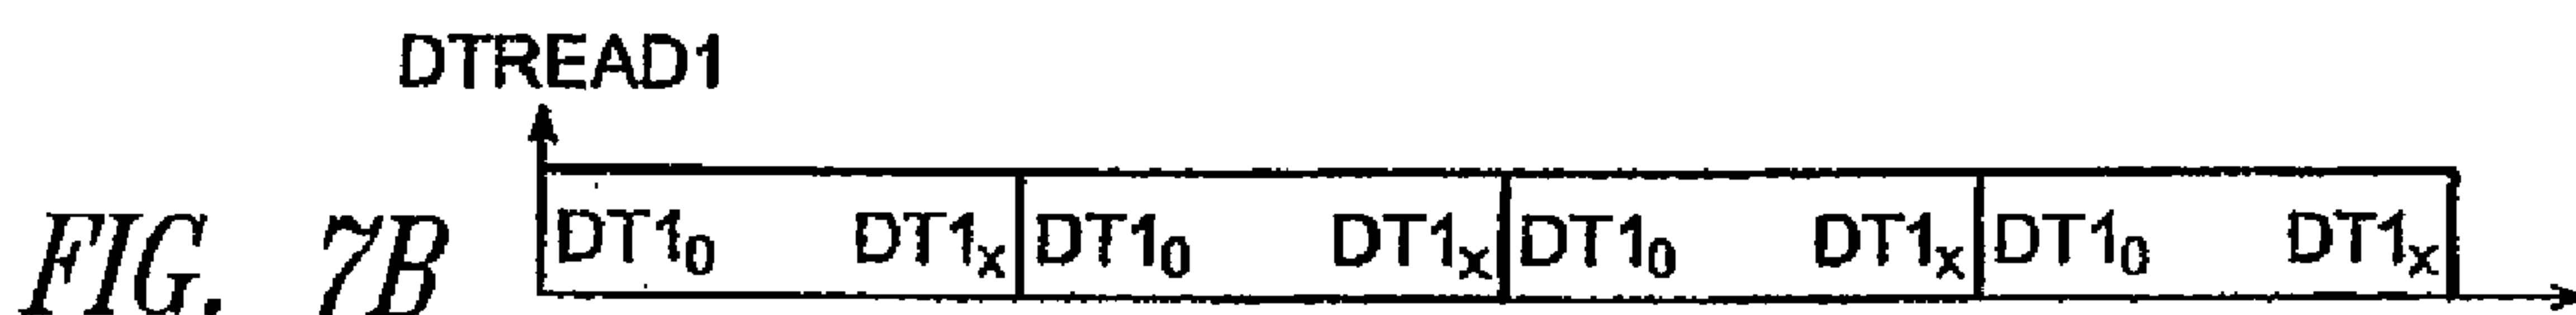 DTREAD1
FIG. 7B DT1₀ DT1ₓ DT1₀ DT1ₓ DT1₀ DT1ₓ DT1₀ DT1ₓ